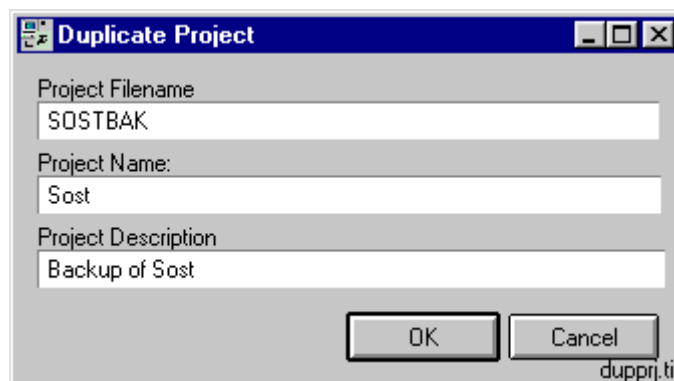 Duplicate Project
Project Filename
SOSTBAK
Project Name:
Sost
Project Description
Backup of Sost
OK Cancel
dupprj.ti